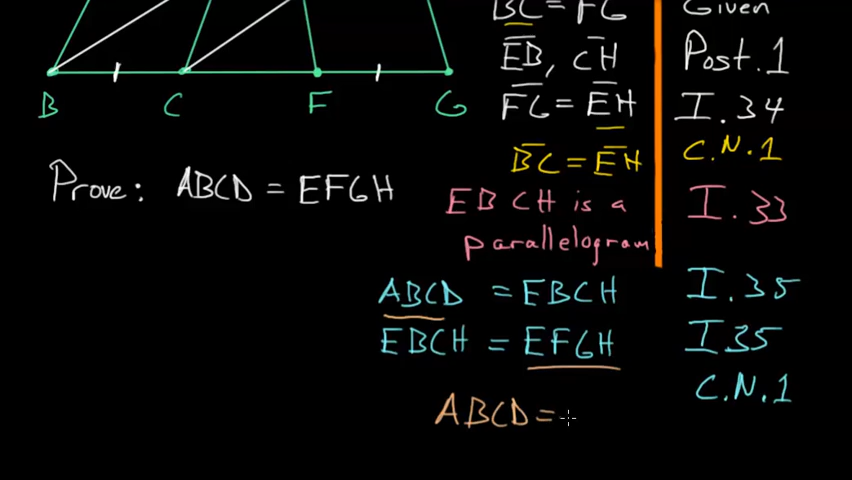 BC = FG Given
B C F G
EB, CH Post. 1
FG = EH I. 34
BC = EH C.N.1
Prove: ABCD = EFGH
EBCH is a I. 33
parallelogram
ABCD = EBCH I. 35
EBCH = EFGH I35
C.N.1
ABCD =